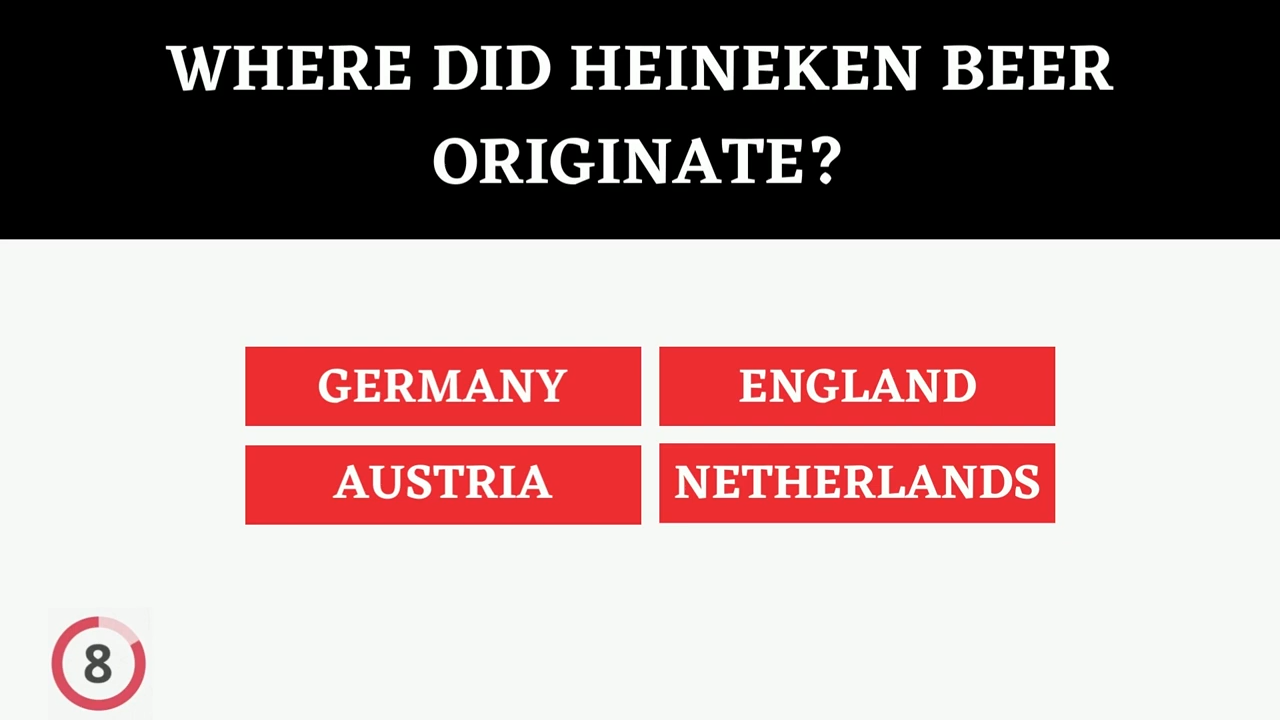 WHERE DID HEINEKEN BEER
ORIGINATE?
GERMANY
ENGLAND
AUSTRIA
NETHERLANDS
8